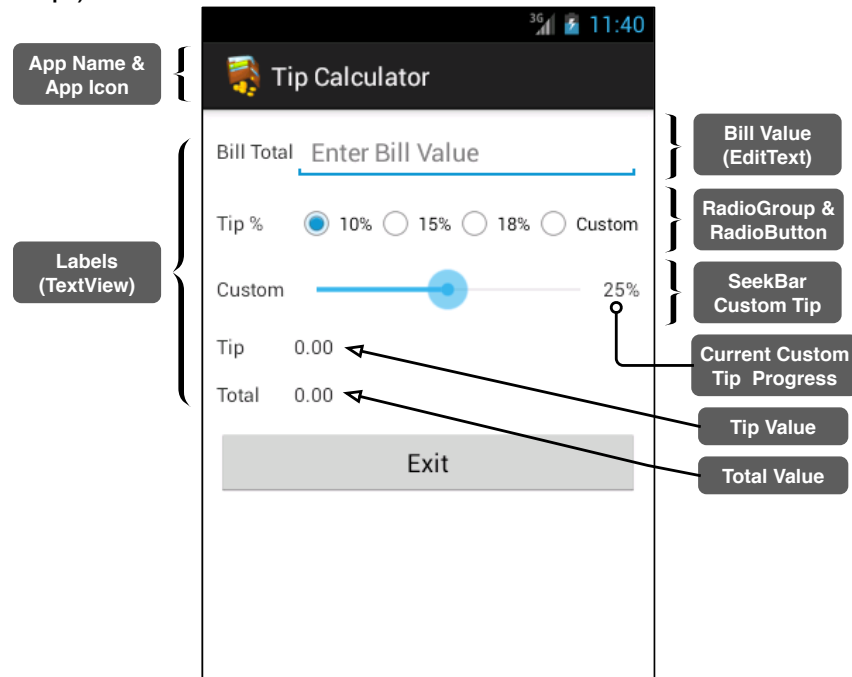 3G 11:40
App Name &
App Icon
Tip Calculator
Bill Total Enter Bill Value
Bill Value
(EditText)
Tip % 10% 15% 18% Custom
RadioGroup &
RadioButton
Labels
(TextView)
Custom 25%
SeekBar
Custom Tip
Tip 0.00
Current Custom
Tip Progress
Total 0.00
Tip Value
Exit
Total Value